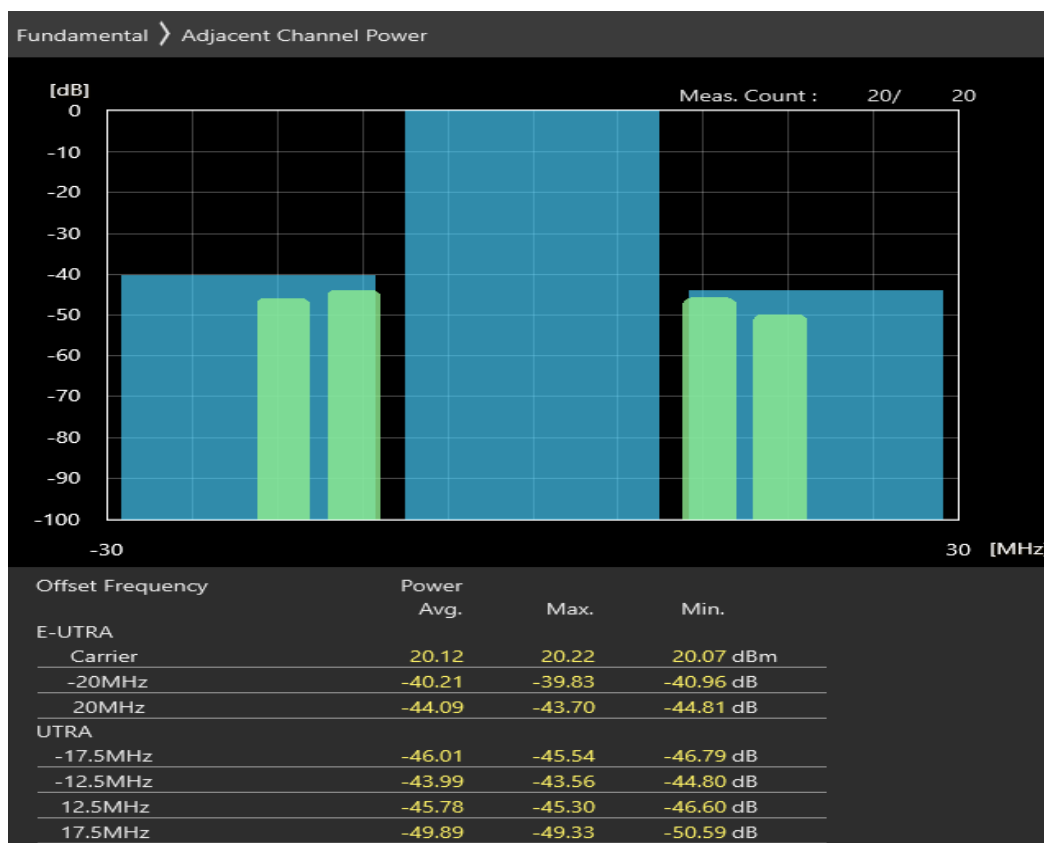 Fundamental 〉 Adjacent Channel Power
[dB]
Meas. Count : 20/ 20
0
-10
-20
-30
-40
-50
-60
-70
-80
-90
-100
-30 30 [MHz
Offset Frequency Power
Avg. Max. Min.
E-UTRA
Carrier 20.12 20.22 20.07 dBm
-20MHz -40.21 -39.83 -40.96 dB
20MHz -44.09 -43.70 -44.81 dB
UTRA
-17.5MHz -46.01 -45.54 -46.79 dB
-12.5MHz -43.99 -43.56 -44.80 dB
12.5MHz -45.78 -45.30 -46.60 dB
17.5MHz -49.89 -49.33 -50.59 dB